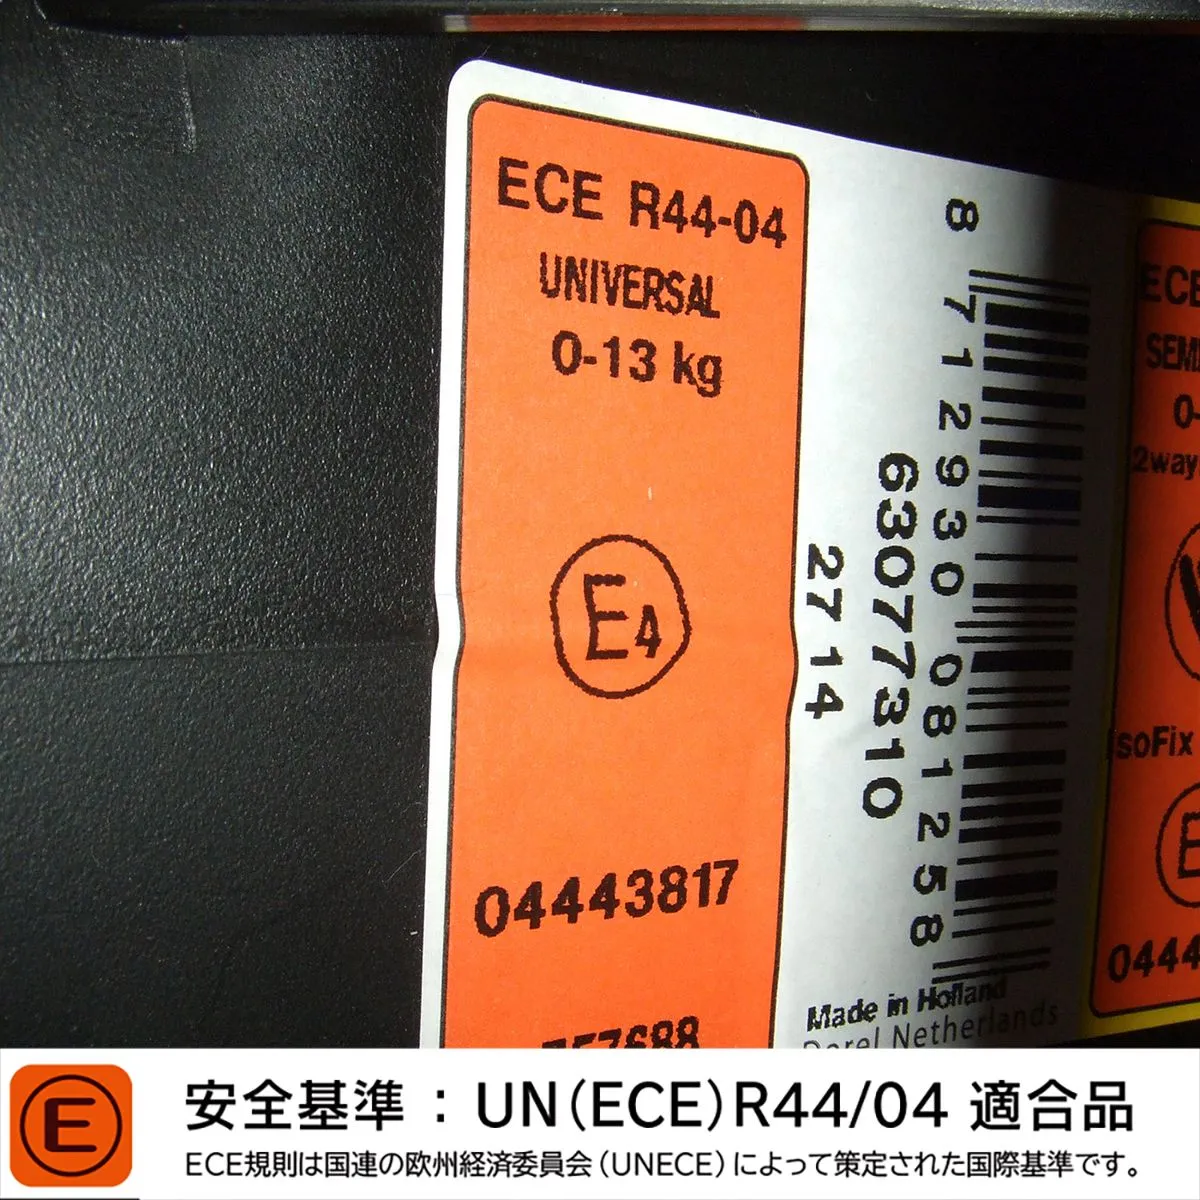 ECE R44-04
UNIVERSAL
0-13 kg
E4
04443817
8 712930 081258
63077310
2714
Made in Holland
Dorel Netherlands
2way
IsoFix
E
安全基準：UN(ECE)R44/04 適合品
ECE規則は国連の欧州経済委員会（UNECE）によって策定された国際基準です。